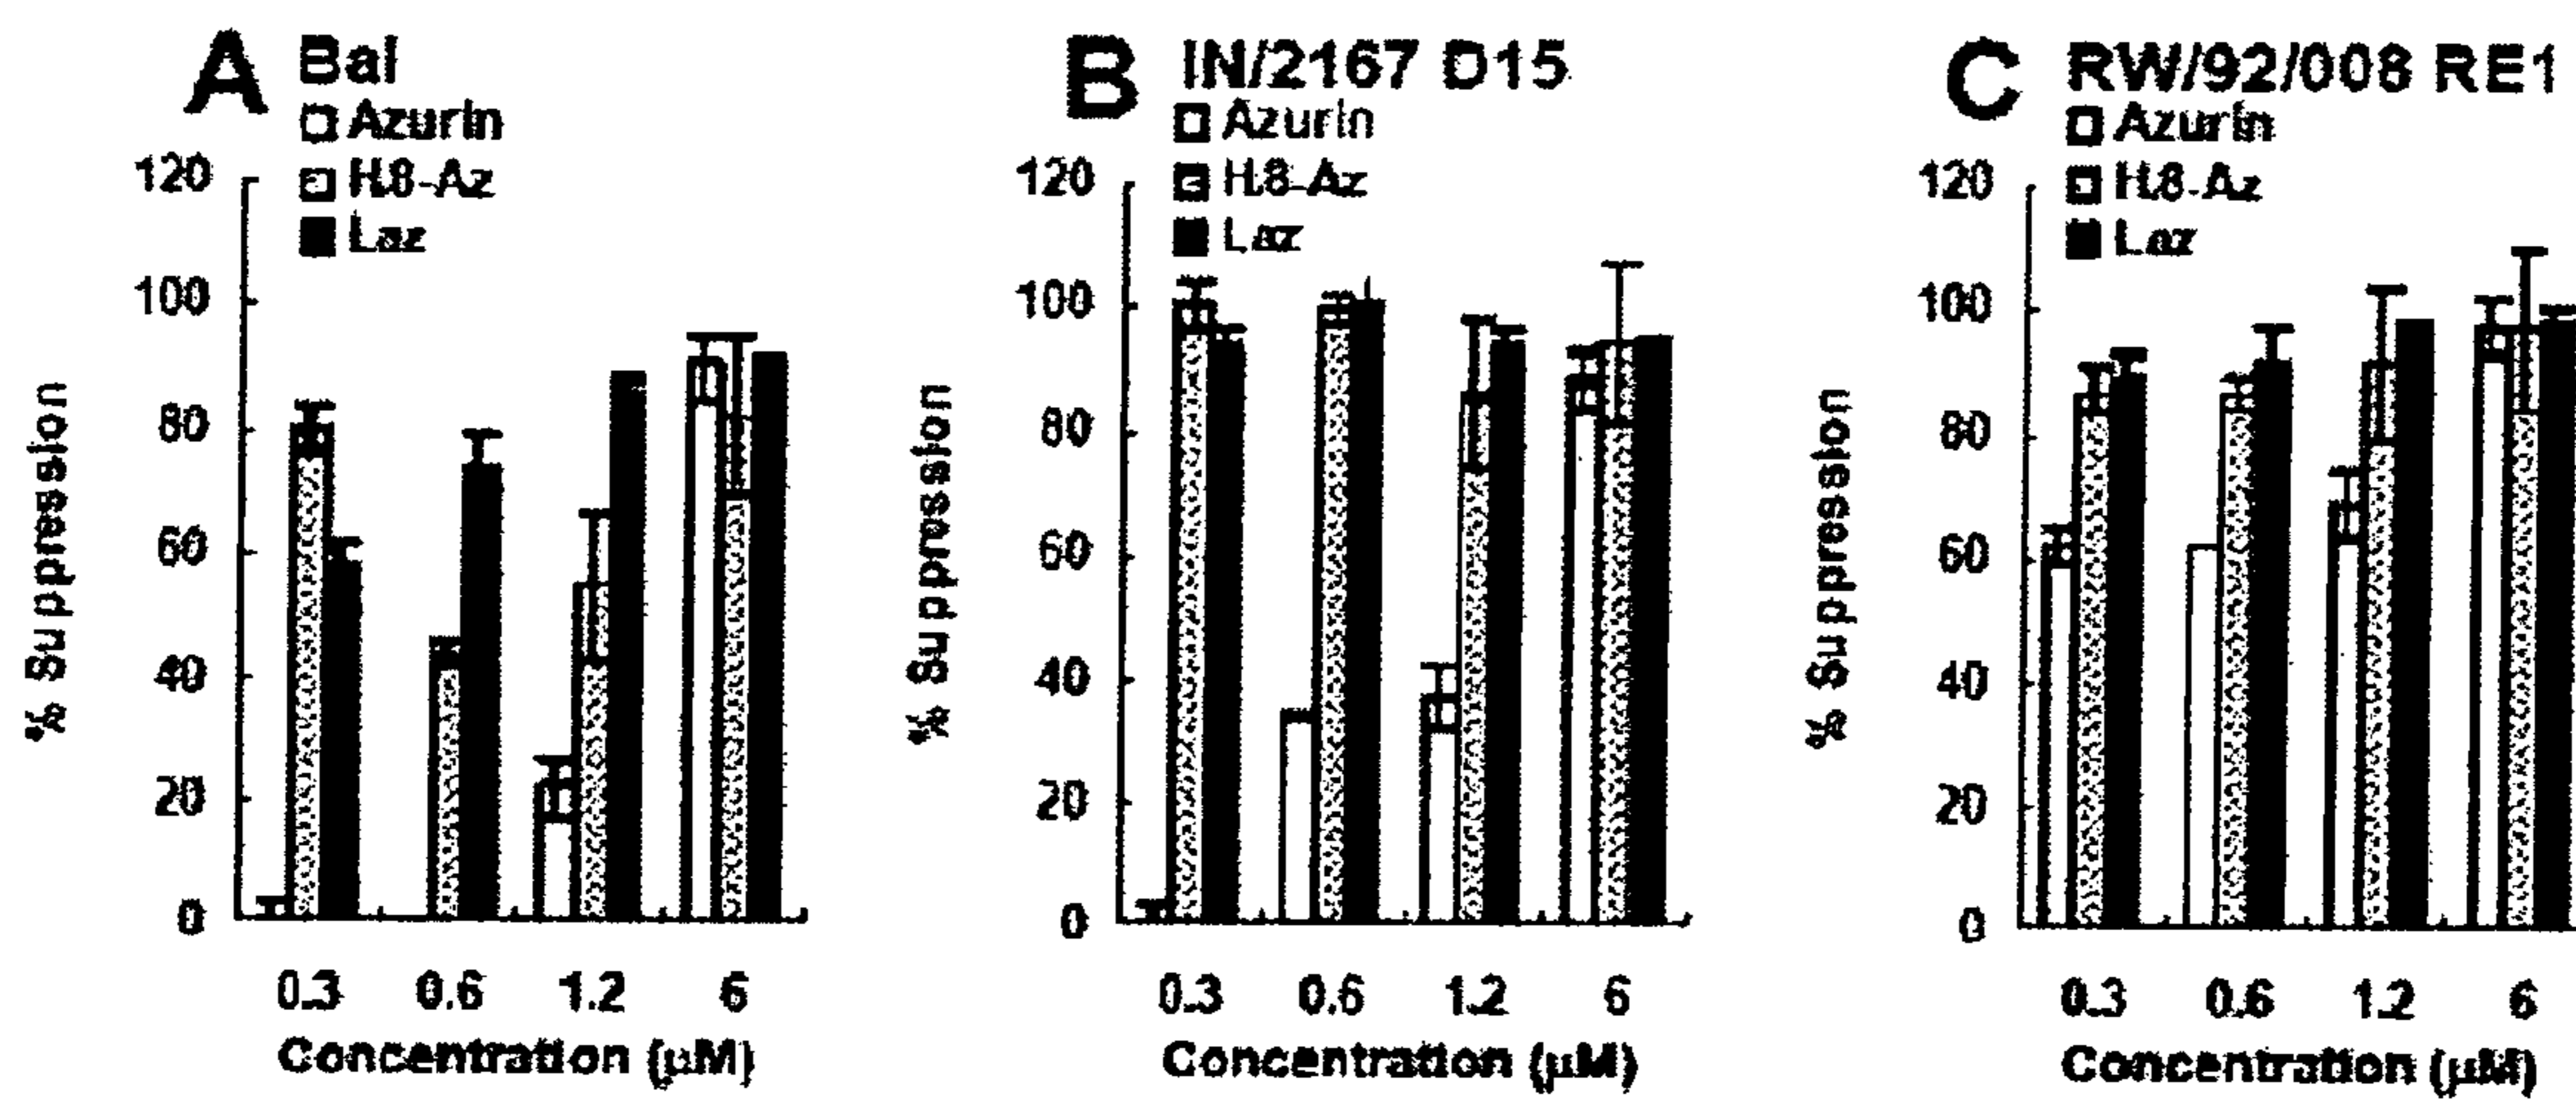 A Bal
Azurin
H.8-Az
Laz
120
100
80
60
40
20
0
% Suppression
0.3 0.6 1.2 6
Concentration (μM)
B IN/2167 D15
Azurin
H.8-Az
Laz
120
100
80
60
40
20
0
% Suppression
0.3 0.6 1.2 6
Concentration (μM)
C RW/92/008 RE1
Azurin
H.8-Az
Laz
120
100
80
60
40
20
0
% Suppression
0.3 0.6 1.2 6
Concentration (μM)